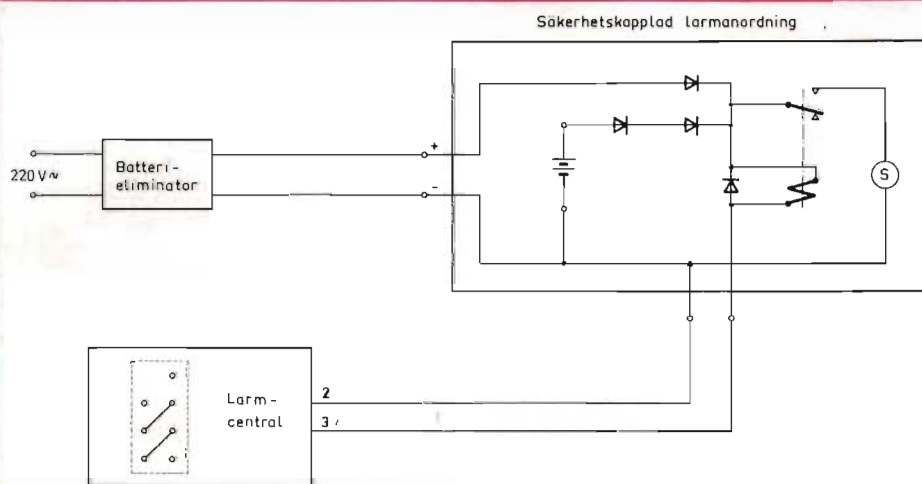 Säkerhetskopplad larmanordning
220 V ~
Batteri-
eliminator
+
-
S
Larm-
central
2
3